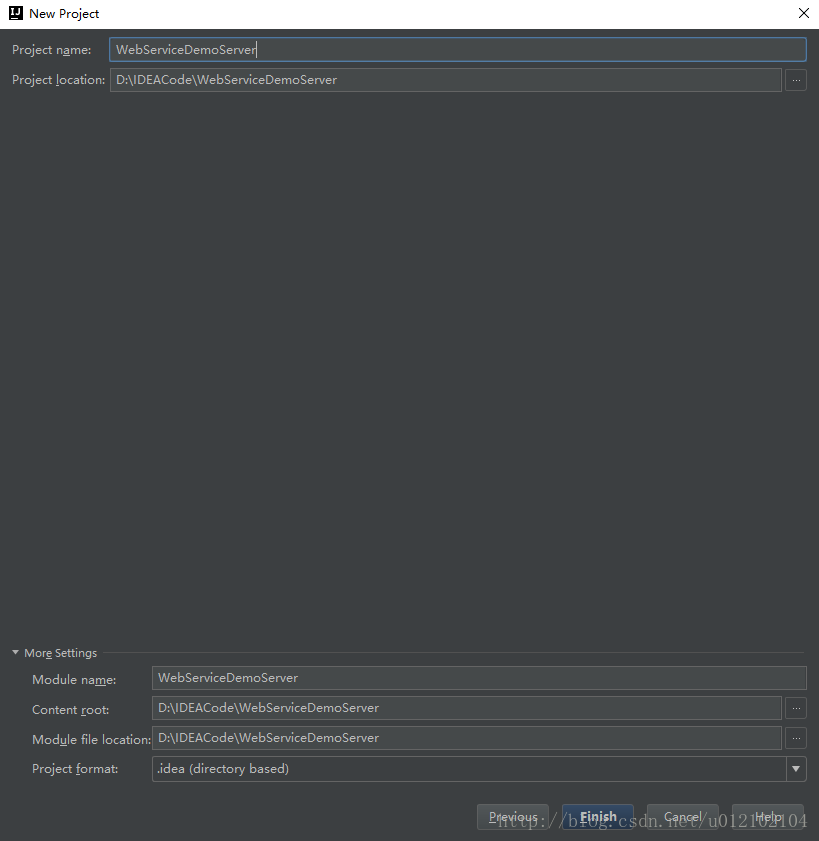 New Project
Project name: WebServiceDemoServer
Project location: D:\IDEACode\WebServiceDemoServer ...
More Settings
Module name: WebServiceDemoServer
Content root: D:\IDEACode\WebServiceDemoServer ...
Module file location: D:\IDEACode\WebServiceDemoServer ...
Project format: .idea (directory based)
Previous Finish Cancel Help
http://blog.csdn.net/u012102104